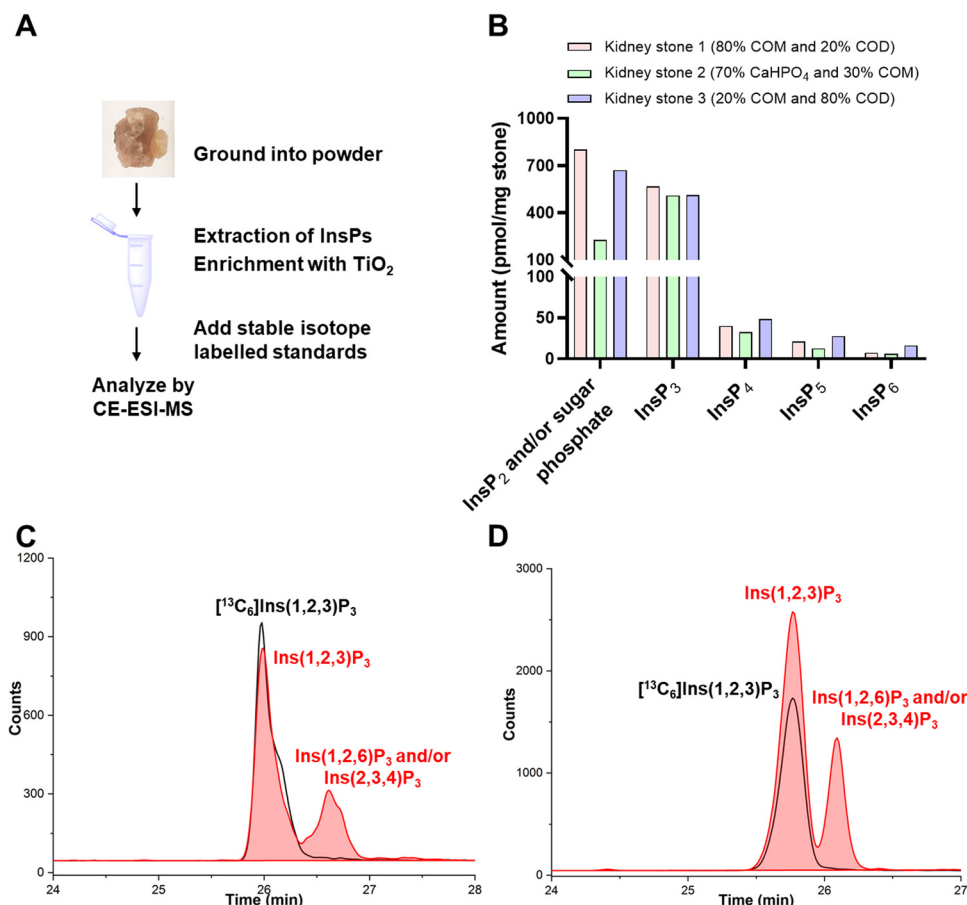 A
Ground into powder
Extraction of InsPs
Enrichment with TiO₂
Add stable isotope
labelled standards
Analyze by
CE-ESI-MS
B
Kidney stone 1 (80% COM and 20% COD)
Kidney stone 2 (70% CaHPO₄ and 30% COM)
Kidney stone 3 (20% COM and 80% COD)
Amount (pmol/mg stone)
1000
700
400
100
100
50
0
InsP₂ and/or sugar
phosphate
InsP₃
InsP₄
InsP₅
InsP₆
C
Counts
1200
900
600
300
0
[¹³C₆]Ins(1,2,3)P₃
Ins(1,2,3)P₃
Ins(1,2,6)P₃ and/or
Ins(2,3,4)P₃
24
25
26
27
28
Time (min)
D
Counts
3000
2000
1000
0
Ins(1,2,3)P₃
[¹³C₆]Ins(1,2,3)P₃
Ins(1,2,6)P₃ and/or
Ins(2,3,4)P₃
24
25
26
27
Time (min)